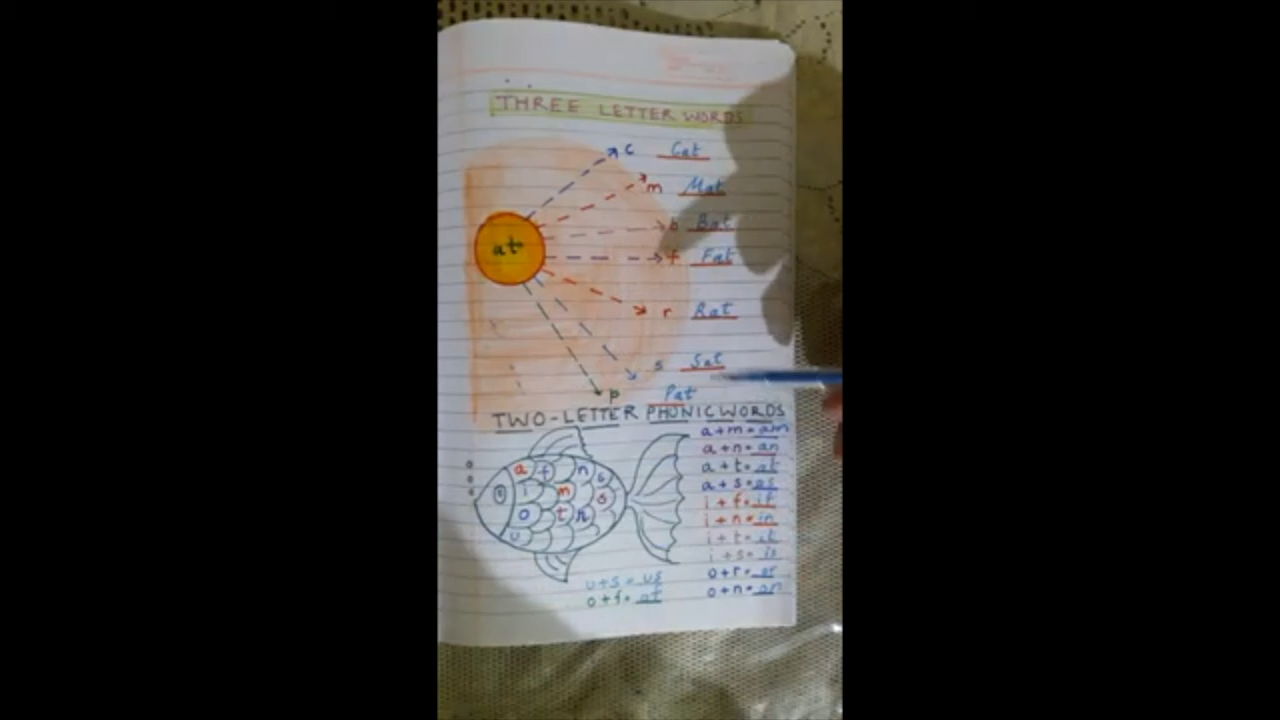 THREE LETTER WORDS
c Cat
m Mat
b Bat
at
f Fat
r Rat
s Sat
p Pat
TWO-LETTER PHONIC WORDS
a + m = am
a + n = an
a + t = at
a + s = as
i + f = if
i + n = in
i + t = it
i + s = is
o + r = or
o + n = on
a f n s
i m s
o t r
u
u + s = us
o + f = of